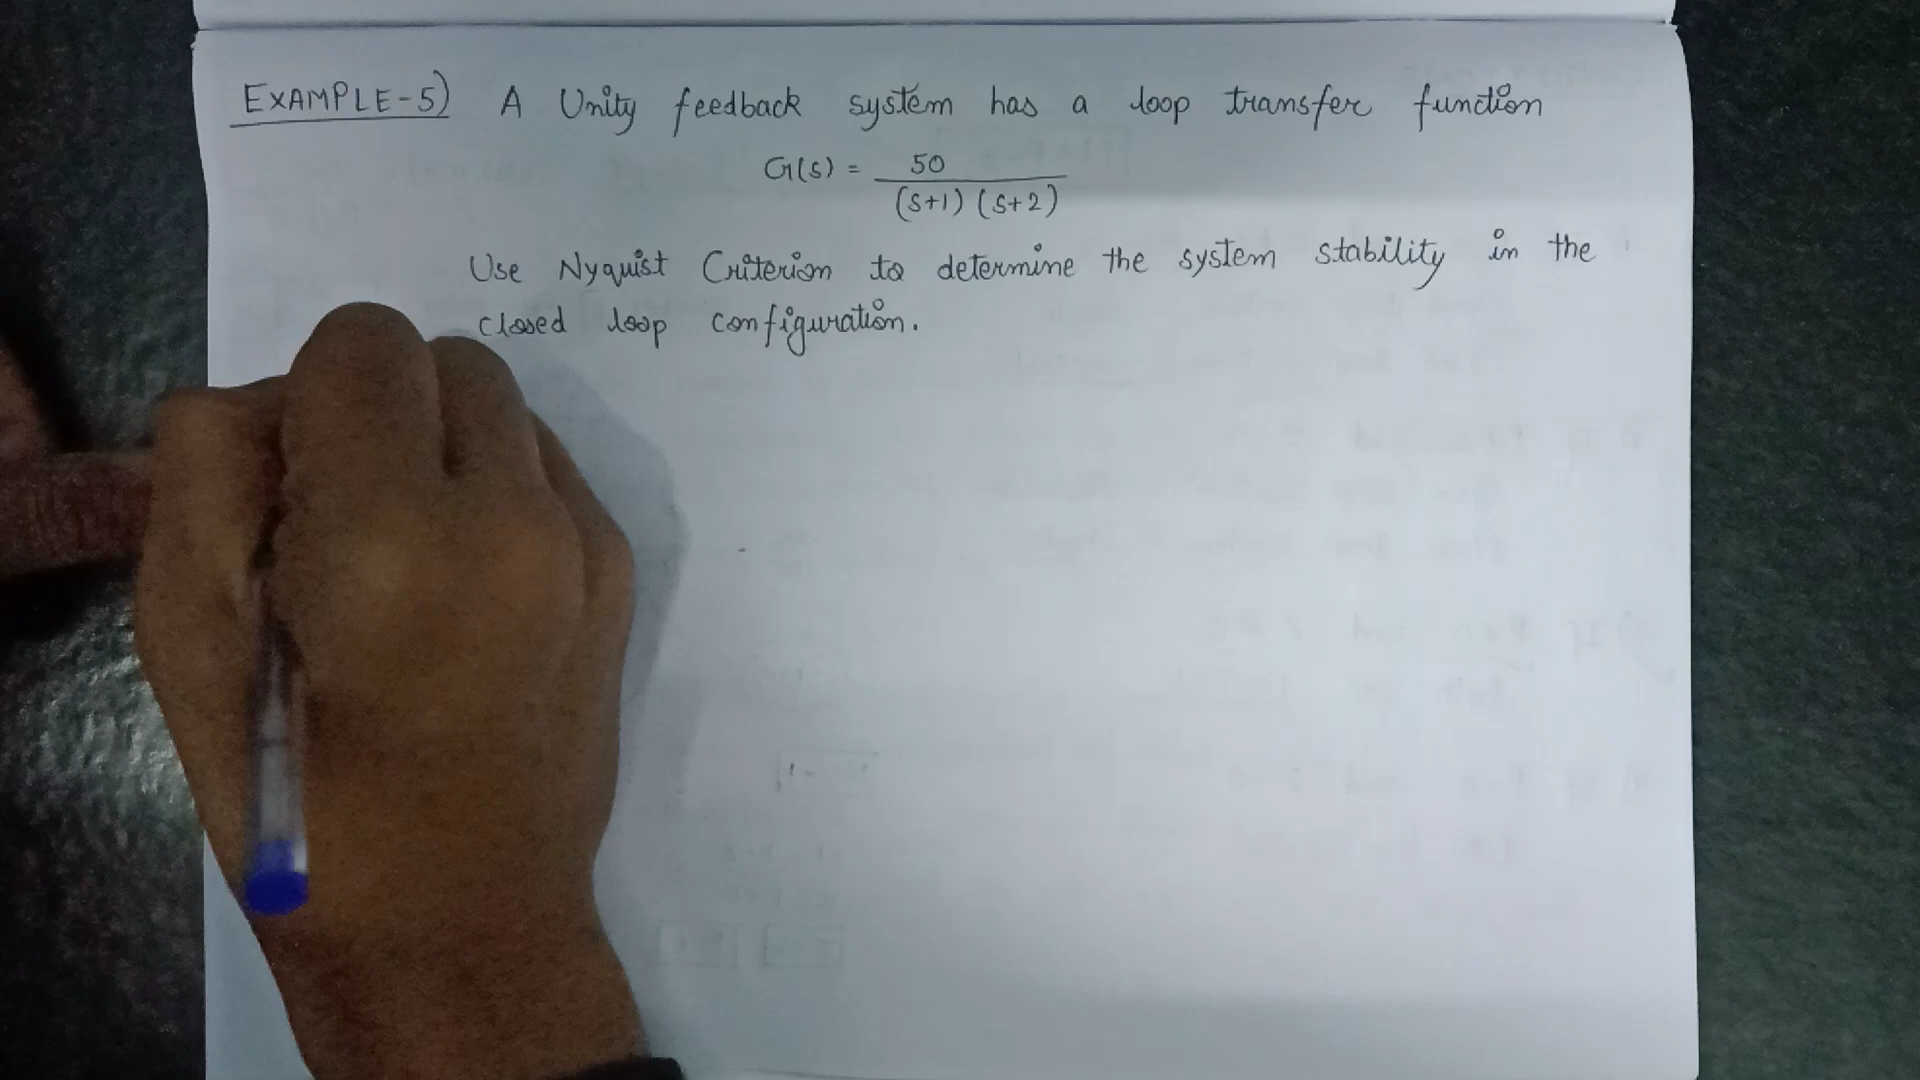 EXAMPLE-5) A Unity feedback system has a loop transfer function
G(s) = 50 / (s+1) (s+2)
Use Nyquist Criterion to determine the system stability in the
closed loop configuration.